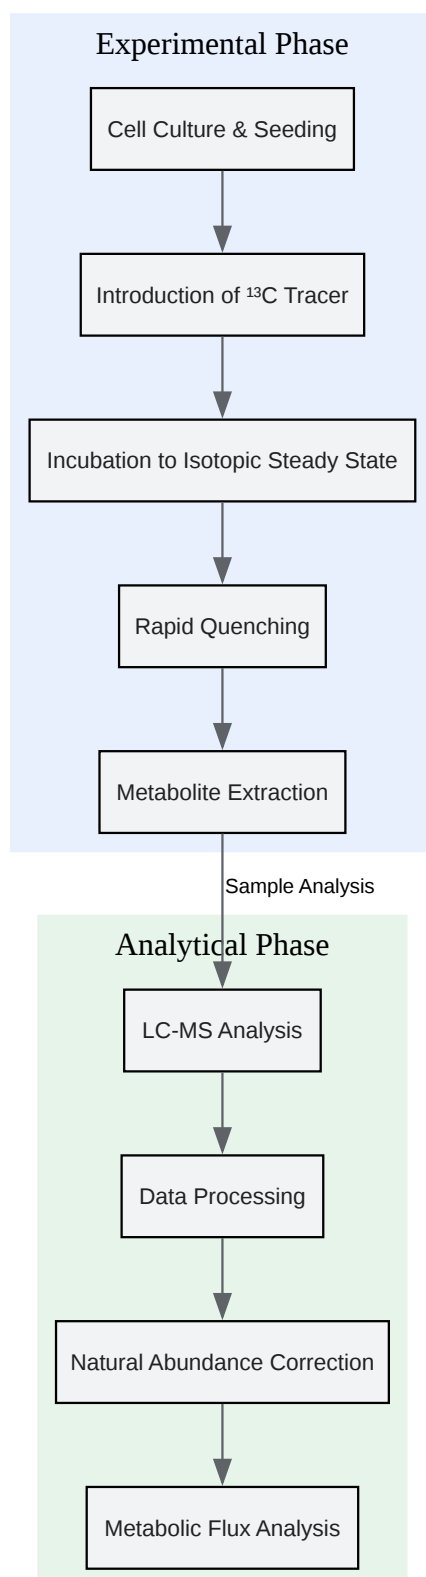 Experimental Phase
Cell Culture & Seeding
Introduction of ¹³C Tracer
Incubation to Isotopic Steady State
Rapid Quenching
Metabolite Extraction
Sample Analysis
Analytical Phase
LC-MS Analysis
Data Processing
Natural Abundance Correction
Metabolic Flux Analysis